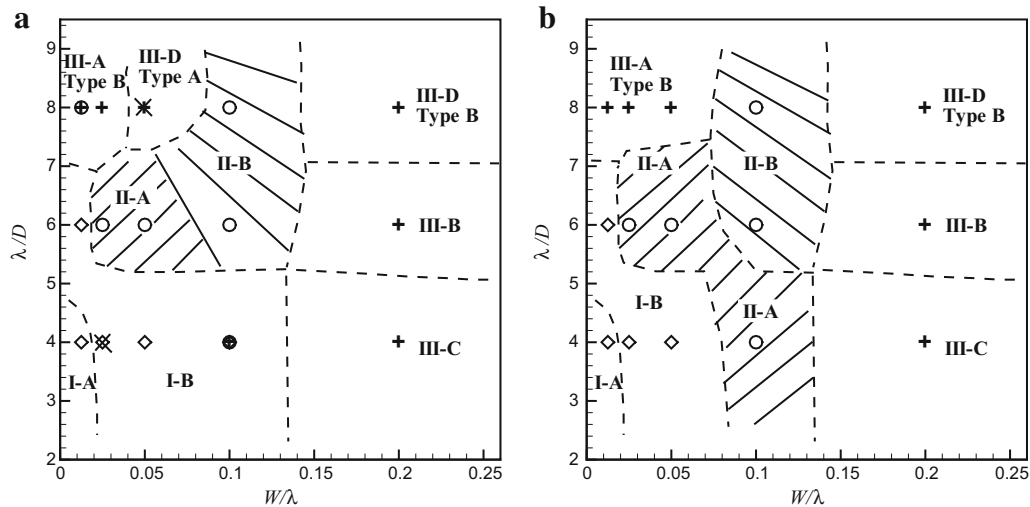 a
9
8
7
6
5
4
3
2
λ/D
0
0.05
0.1
0.15
0.2
0.25
W/λ
III-A
Type B
III-D
Type A
III-D
Type B
II-B
II-A
III-B
I-A
I-B
III-C
b
9
8
7
6
5
4
3
2
λ/D
0
0.05
0.1
0.15
0.2
0.25
W/λ
III-A
Type B
III-D
Type B
II-A
II-B
III-B
I-B
II-A
I-A
III-C